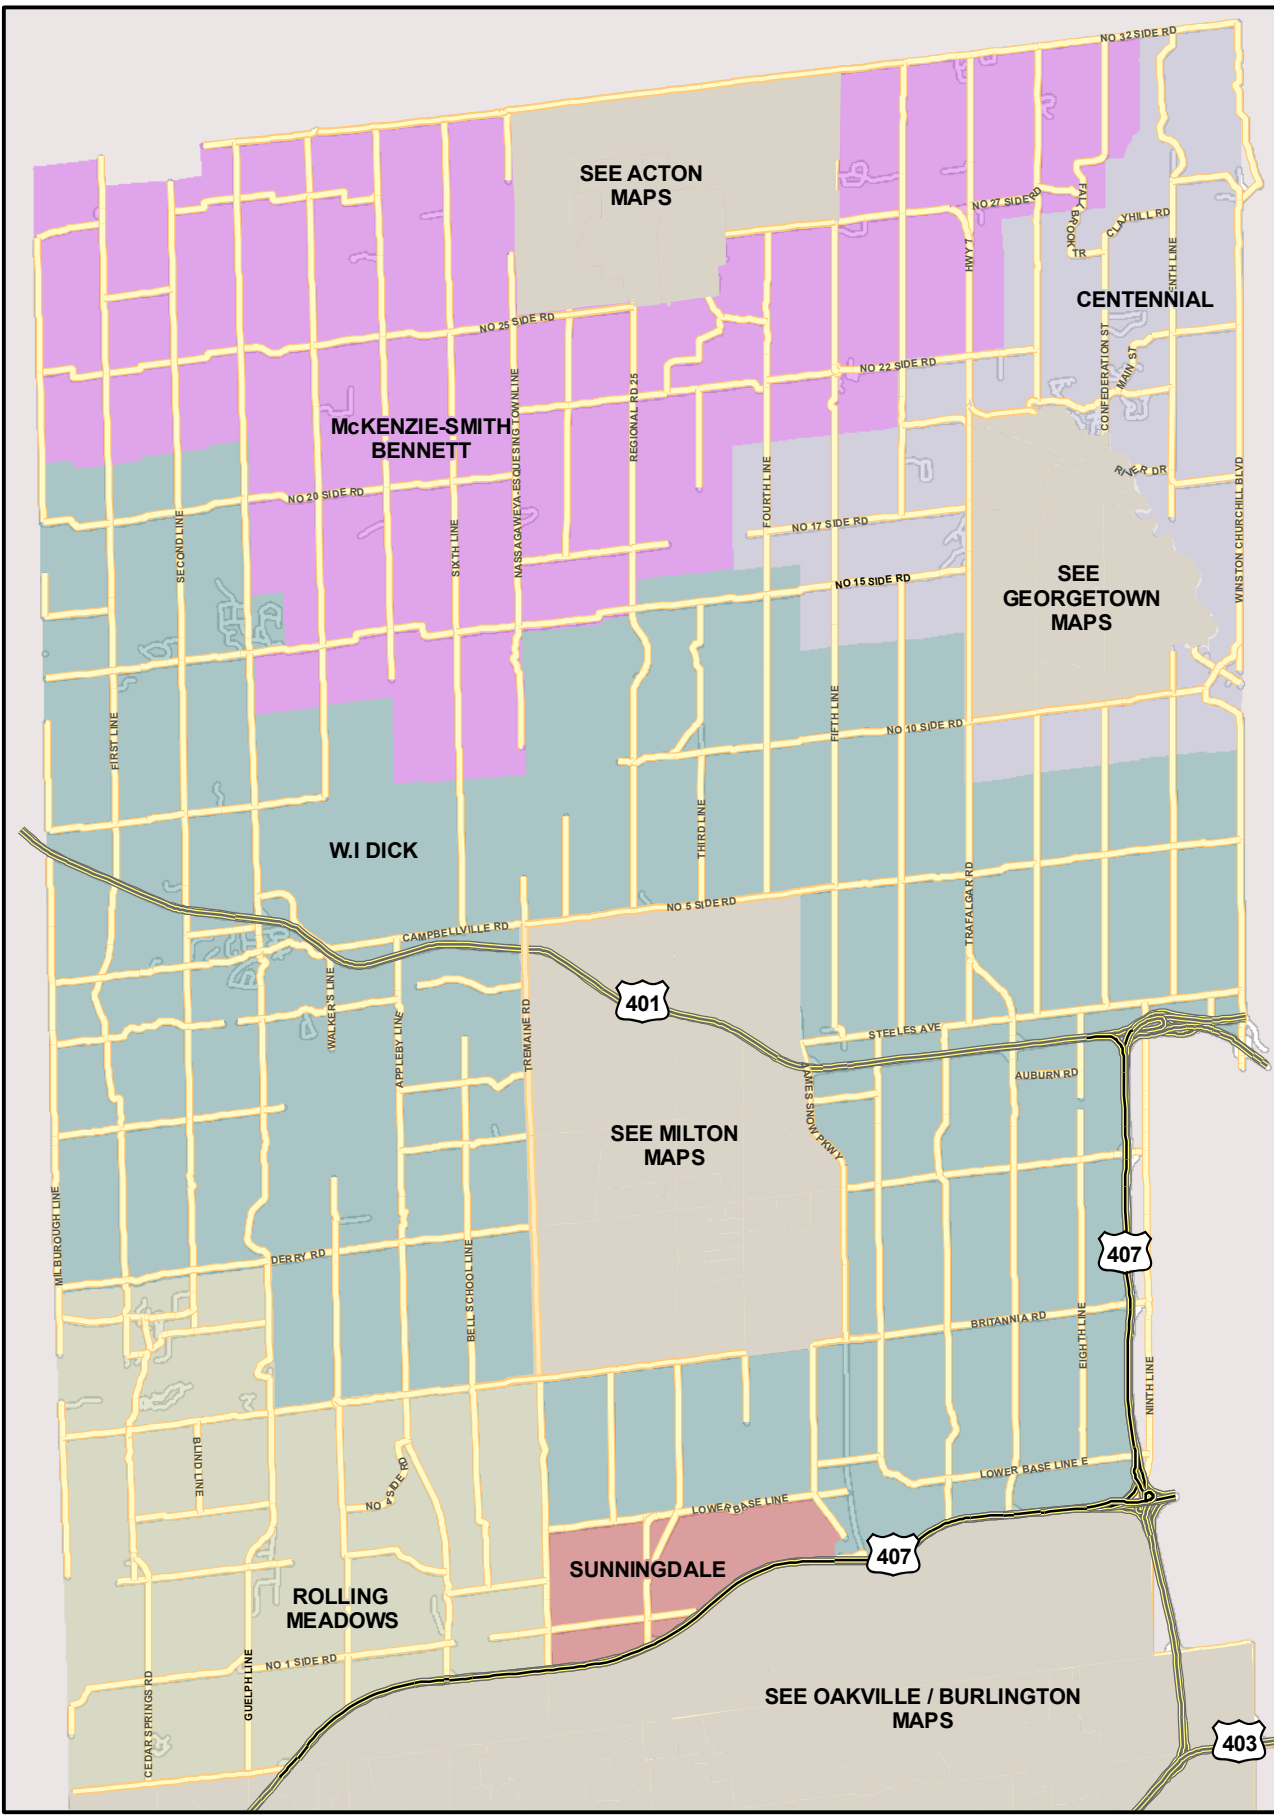 NO 32 SIDE RD
SEE ACTON
MAPS
NO 27 SIDERD
FALL BROOK
TR
CLAYHILL RD
HWY 7
ENTH LINE
CENTENNIAL
NO 25 SIDE RD
NO 22 SIDE RD
CONFEDERATION ST
MAIN ST
REGIONAL RD 25
NASSAGAWEYA-ESQUESING TOWNLINE
McKENZIE-SMITH
BENNETT
RIVER DR
WINSTON CHURCHILL BLVD
FOURTH LINE
NO 20 SIDE RD
SECOND LINE
SIXTH LINE
NO 17 SIDE RD
NO 15 SIDE RD
SEE
GEORGETOWN
MAPS
FIRST LINE
FIFTH LINE
NO 10 SIDE RD
THIRD LINE
W.I DICK
TRAFALGAR RD
NO 5 SIDE RD
CAMPBELLVILLE RD
WALKER'S LINE
APPLEBY LINE
TREMAINE RD
401
STEELES AVE
AUBURN RD
JAMES SNOW PKWY
SEE MILTON
MAPS
MILBUROUGH LINE
DERRY RD
BELL SCHOOL LINE
407
BRITANNIA RD
EIGHTH LINE
NINTH LINE
BLIND LINE
NO 4 SIDE RD
LOWER BASE LINE E
LOWER BASE LINE
SUNNINGDALE
407
ROLLING
MEADOWS
NO 1 SIDE RD
GUELPH LINE
CEDAR SPRINGS RD
SEE OAKVILLE / BURLINGTON
MAPS
403